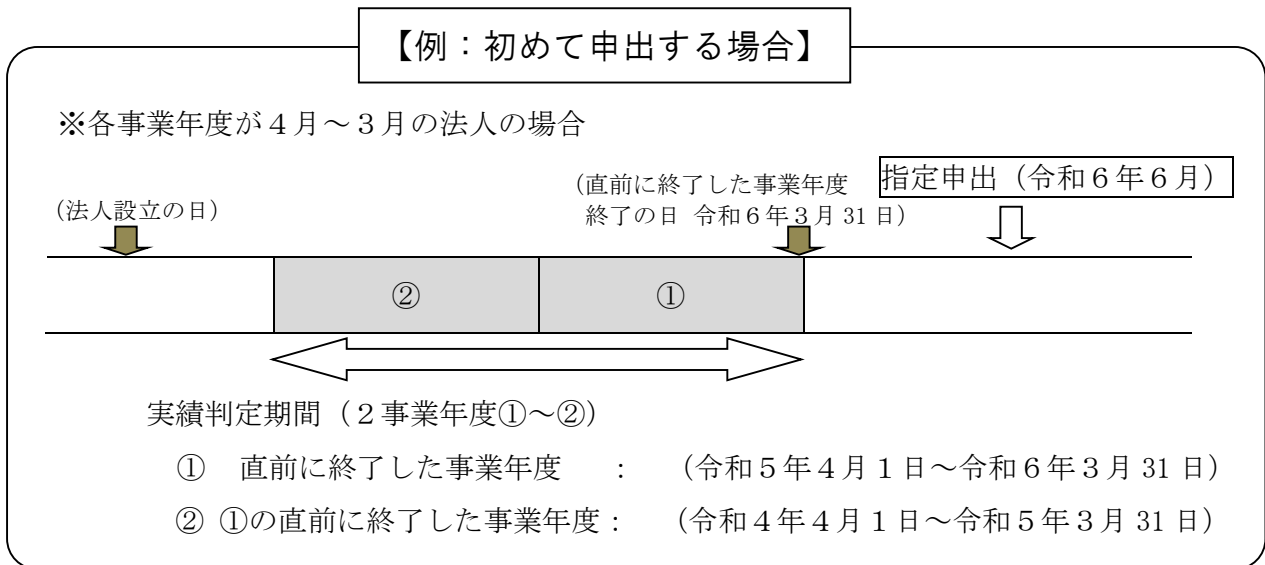 【例：初めて申出する場合】
※各事業年度が４月～３月の法人の場合
（直前に終了した事業年度
終了の日 令和６年３月 31 日）
指定申出（令和６年６月）
（法人設立の日）
②
①
実績判定期間（２事業年度①～②）
① 直前に終了した事業年度 ： （令和５年４月１日～令和６年３月 31 日）
② ①の直前に終了した事業年度： （令和４年４月１日～令和５年３月 31 日）